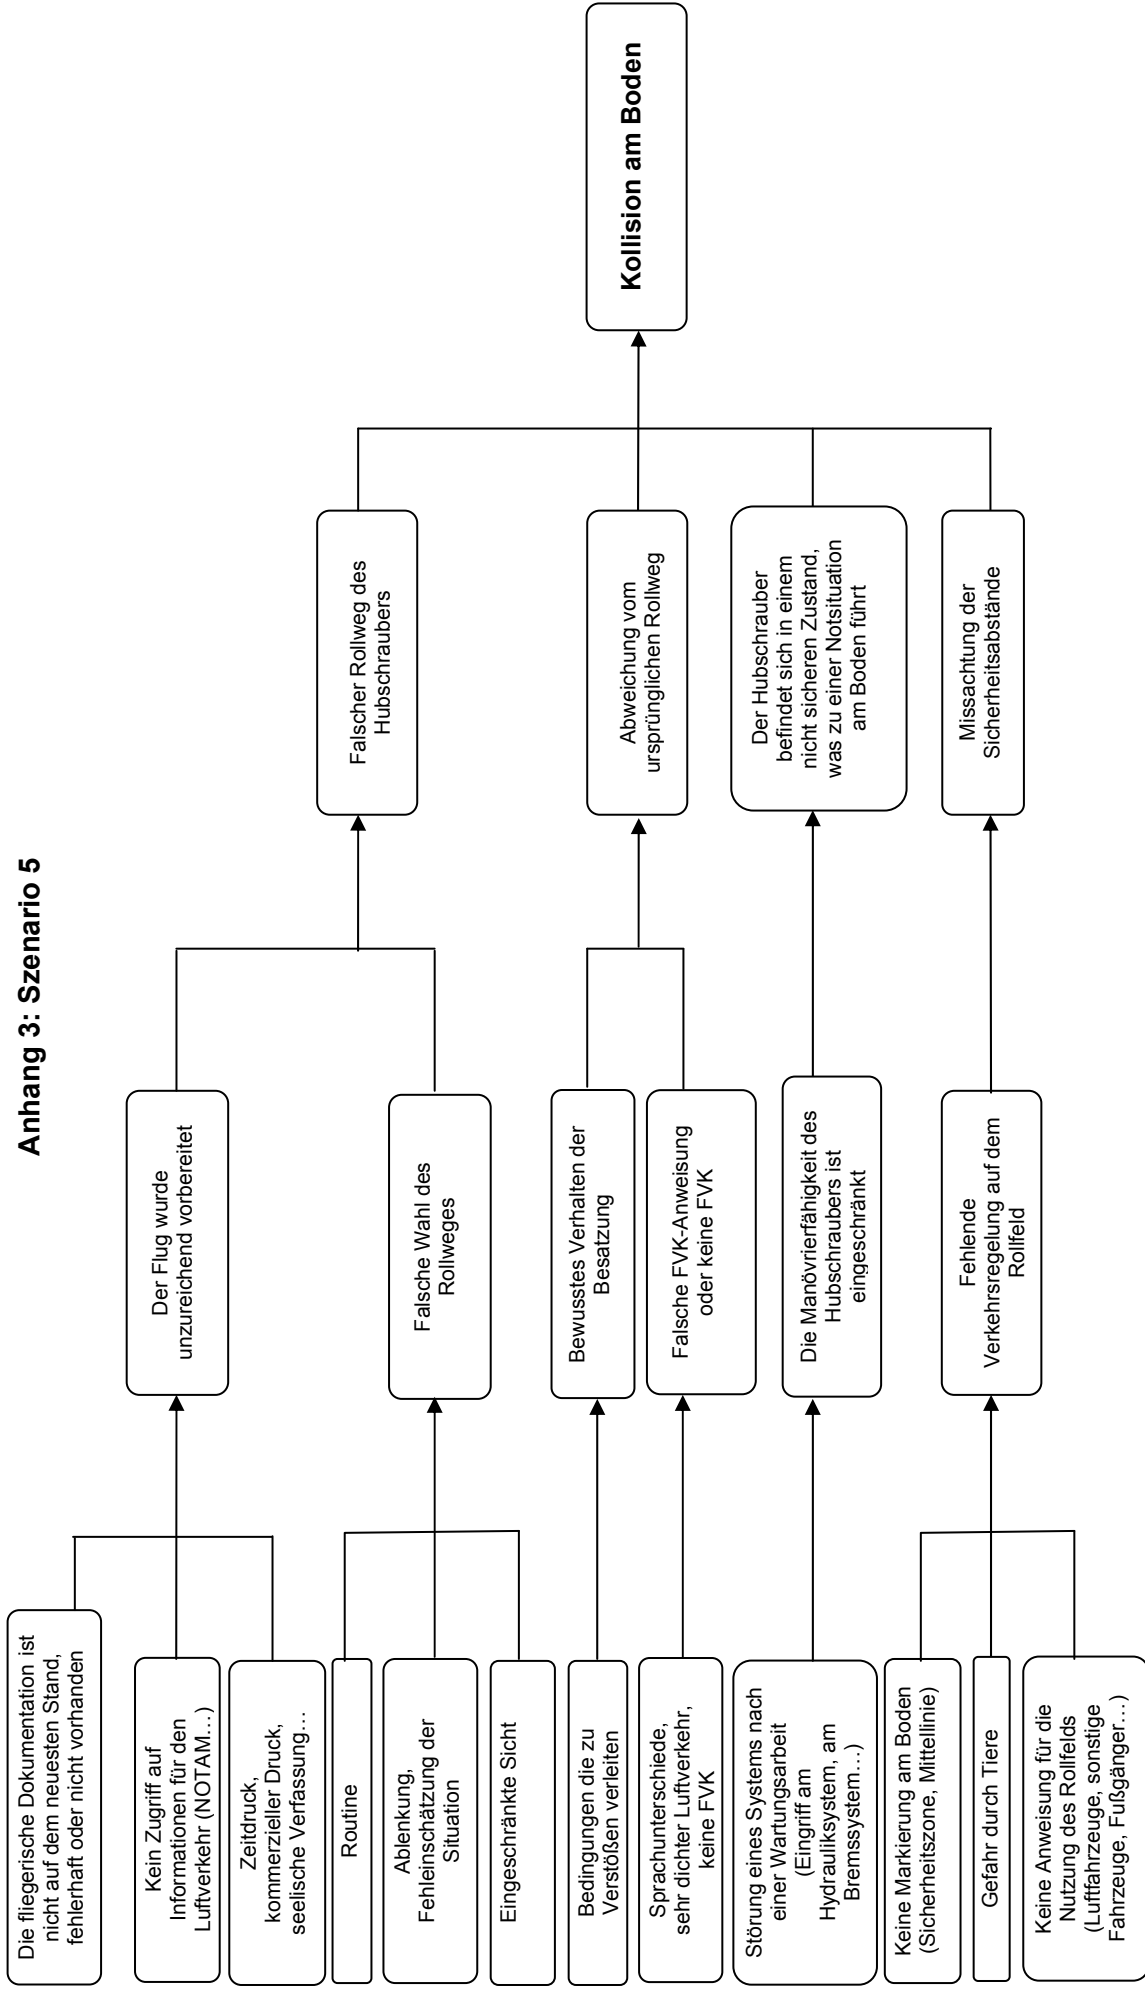 Anhang 3: Szenario 5
Die fliegerische Dokumentation ist
nicht auf dem neuesten Stand,
fehlerhaft oder nicht vorhanden
Kein Zugriff auf
Informationen für den
Luftverkehr (NOTAM…)
Zeitdruck,
kommerzieller Druck,
seelische Verfassung…
Routine
Ablenkung,
Fehleinschätzung der
Situation
Eingeschränkte Sicht
Bedingungen die zu
Verstößen verleiten
Sprachunterschiede,
sehr dichter Luftverkehr,
keine FVK
Störung eines Systems nach
einer Wartungsarbeit
(Eingriff am
Hydrauliksystem, am
Bremssystem…)
Keine Markierung am Boden
(Sicherheitszone, Mittellinie)
Gefahr durch Tiere
Keine Anweisung für die
Nutzung des Rollfelds
(Luftfahrzeuge, sonstige
Fahrzeuge, Fußgänger…)
Der Flug wurde
unzureichend vorbereitet
Falsche Wahl des
Rollweges
Bewusstes Verhalten der
Besatzung
Falsche FVK-Anweisung
oder keine FVK
Die Manövrierfähigkeit des
Hubschraubers ist
eingeschränkt
Fehlende
Verkehrsregelung auf dem
Rollfeld
Falscher Rollweg des
Hubschraubers
Abweichung vom
ursprünglichen Rollweg
Der Hubschrauber
befindet sich in einem
nicht sicheren Zustand,
was zu einer Notsituation
am Boden führt
Missachtung der
Sicherheitsabstände
Kollision am Boden